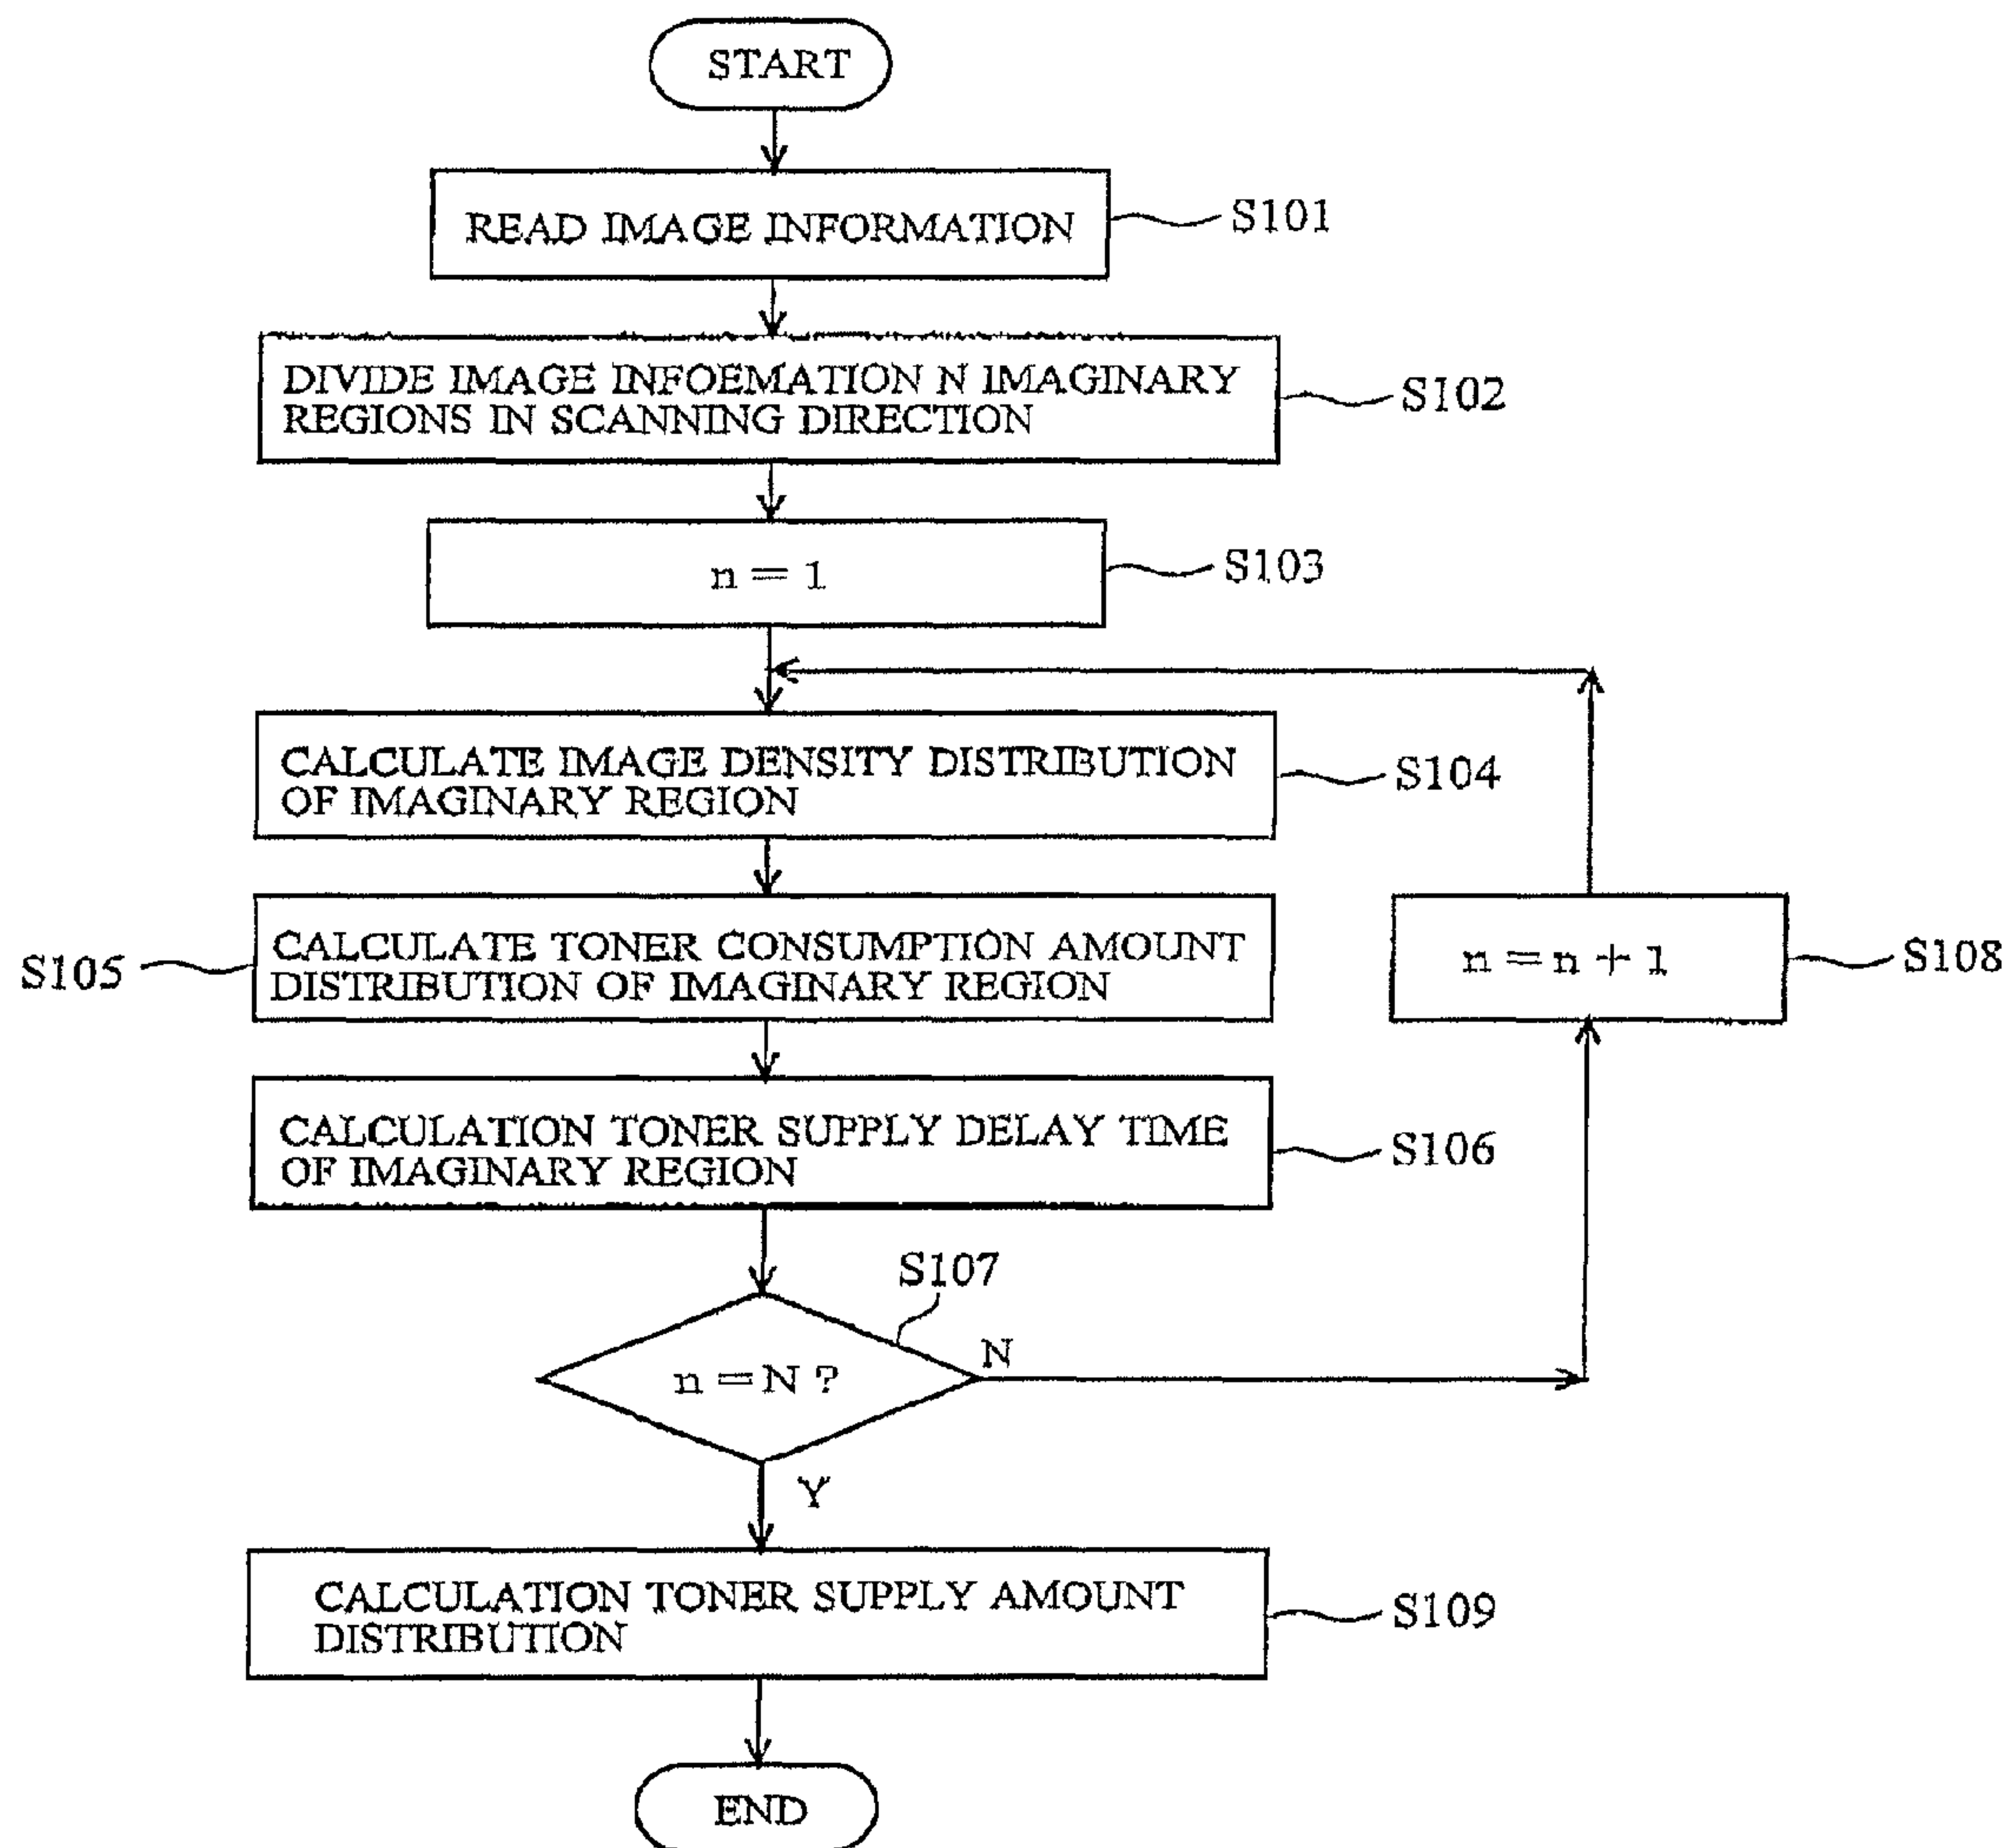 START
READ IMAGE INFORMATION
S101
DIVIDE IMAGE INFOEMATION N IMAGINARY
REGIONS IN SCANNING DIRECTION
S102
n = 1
S103
CALCULATE IMAGE DENSITY DISTRIBUTION
OF IMAGINARY REGION
S104
CALCULATE TONER CONSUMPTION AMOUNT
DISTRIBUTION OF IMAGINARY REGION
S105
n = n + 1
S108
CALCULATION TONER SUPPLY DELAY TIME
OF IMAGINARY REGION
S106
S107
n = N ?
N
Y
CALCULATION TONER SUPPLY AMOUNT
DISTRIBUTION
S109
END